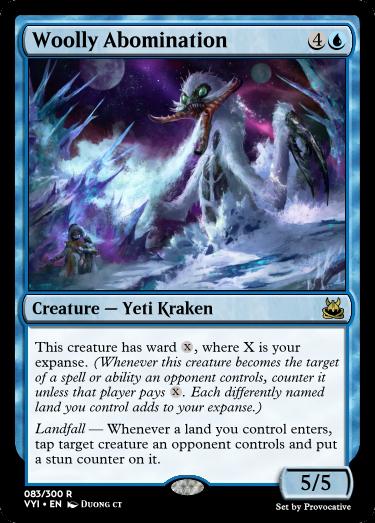 Woolly Abomination 4
Creature — Yeti Kraken
This creature has ward X, where X is your
expanse. (Whenever this creature becomes the target
of a spell or ability an opponent controls, counter it
unless that player pays X. Each differently named
land you control adds to your expanse.)
Landfall — Whenever a land you control enters,
tap target creature an opponent controls and put
a stun counter on it.
5/5
083/300 R
VYI • EN Duong ct
Set by Provocative